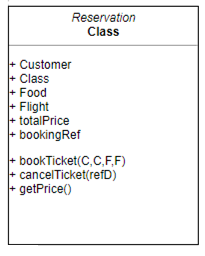 Reservation
Class
+ Customer
+ Class
+ Food
+ Flight
+ totalPrice
+ bookingRef
+ bookTicket(C,C,F,F)
+ cancelTicket(refD)
+ getPrice()